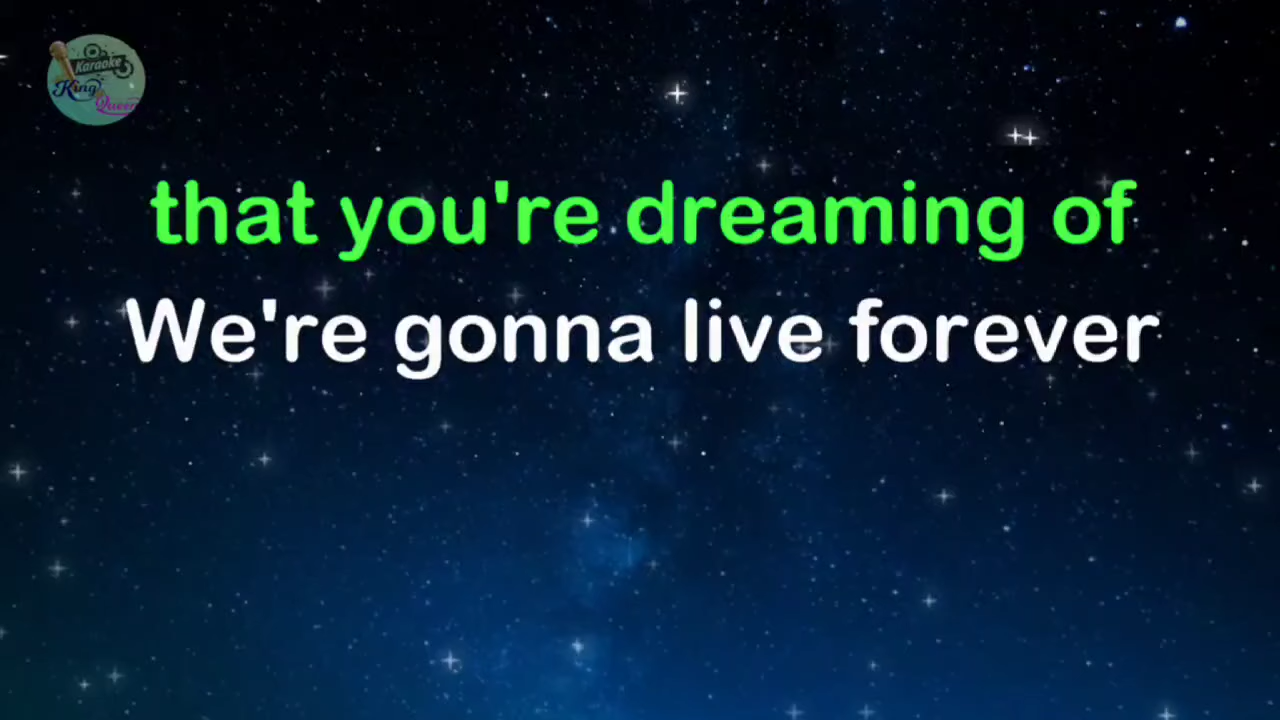 Karaoke
King
Queen
that you're dreaming of
We're gonna live forever